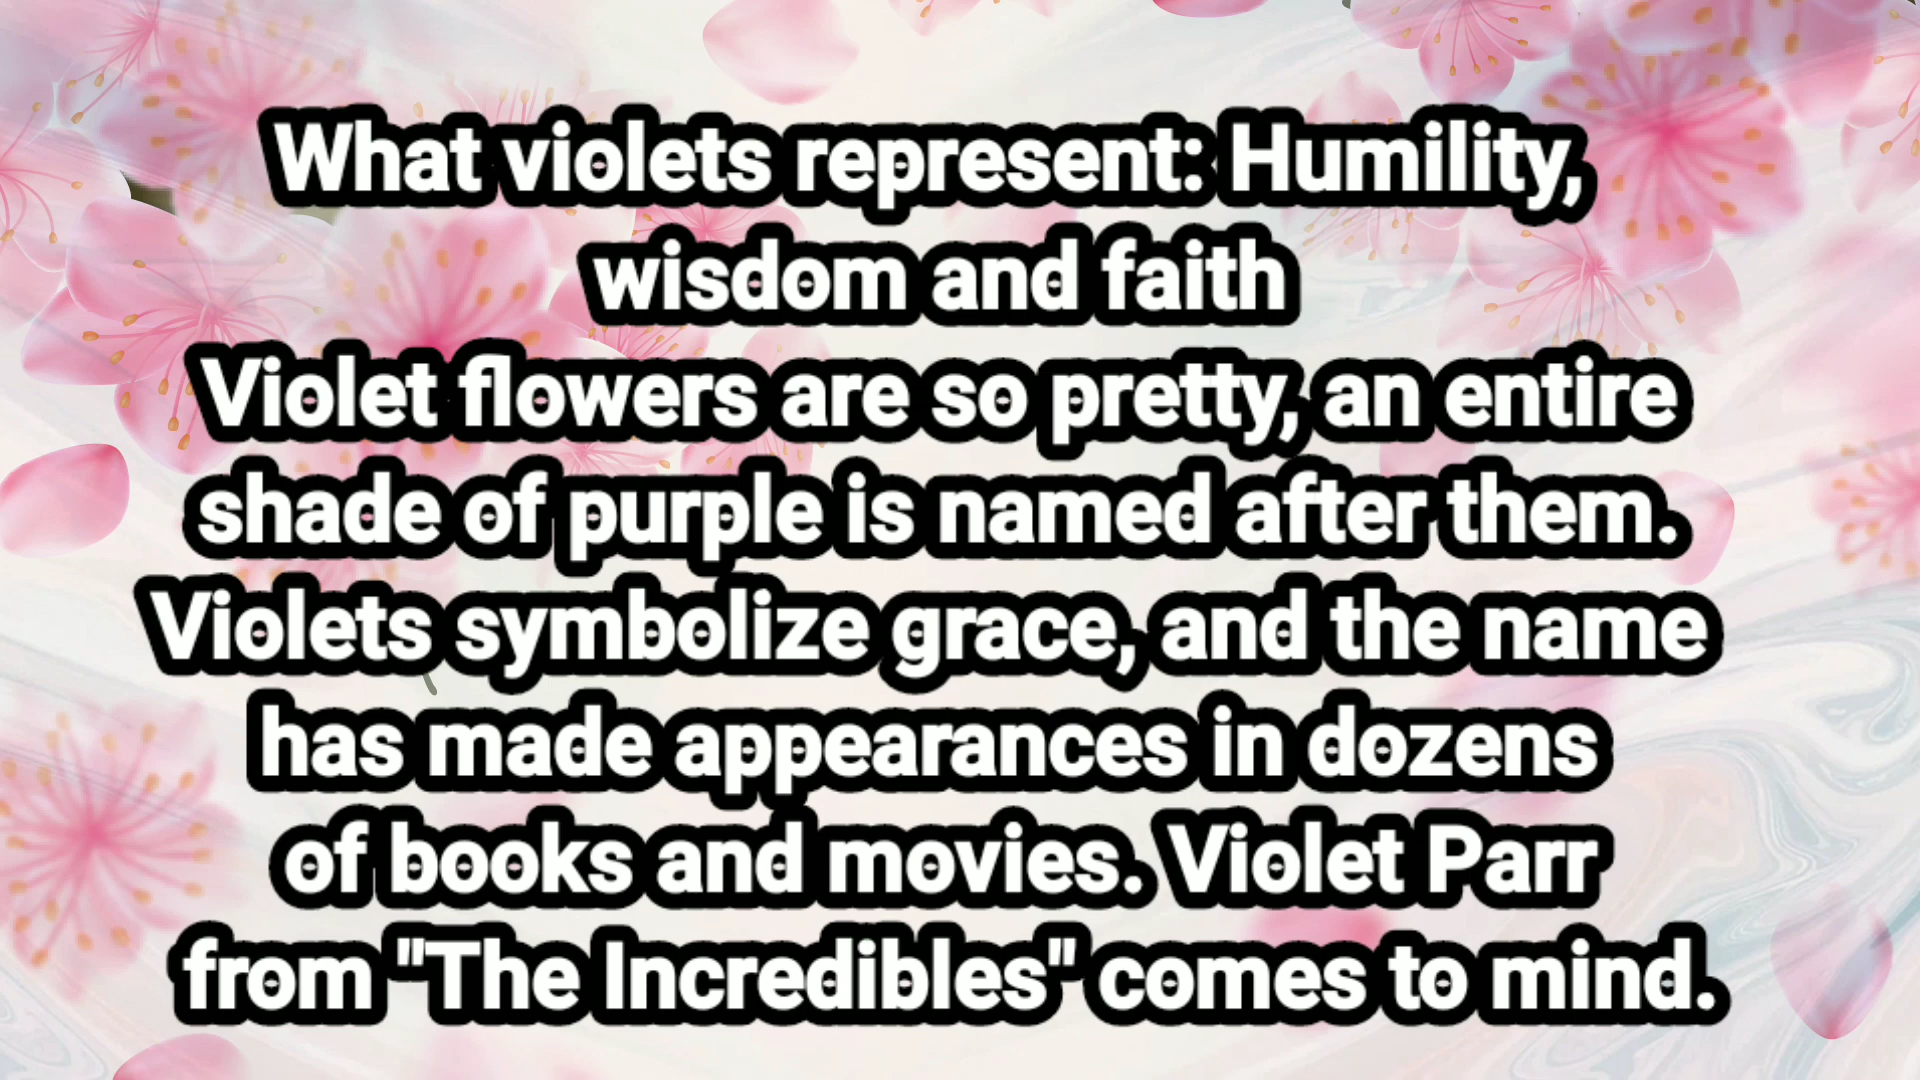 What violets represent: Humility,
wisdom and faith
Violet flowers are so pretty, an entire
shade of purple is named after them.
Violets symbolize grace, and the name
has made appearances in dozens
of books and movies. Violet Parr
from "The Incredibles" comes to mind.